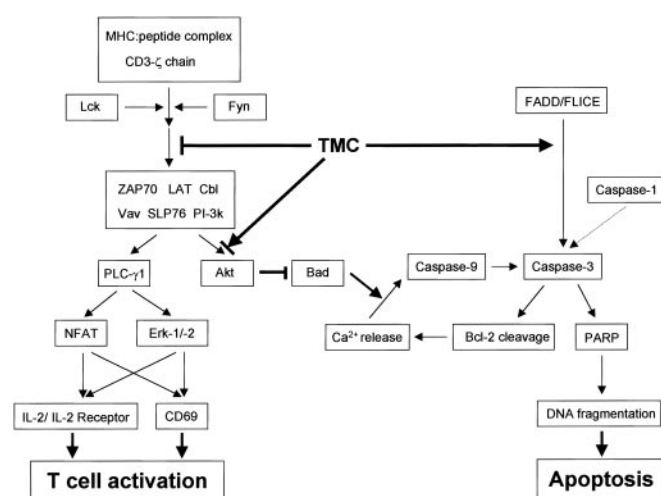 MHC:peptide complex
CD3-ζ chain
Lck
Fyn
FADD/FLICE
TMC
Caspase-1
ZAP70 LAT Cbl
Vav SLP76 PI-3k
PLC-γ1
Akt
Bad
Caspase-9
Caspase-3
NFAT
Erk-1/-2
Ca²⁺ release
Bcl-2 cleavage
PARP
IL-2/ IL-2 Receptor
CD69
DNA fragmentation
T cell activation
Apoptosis